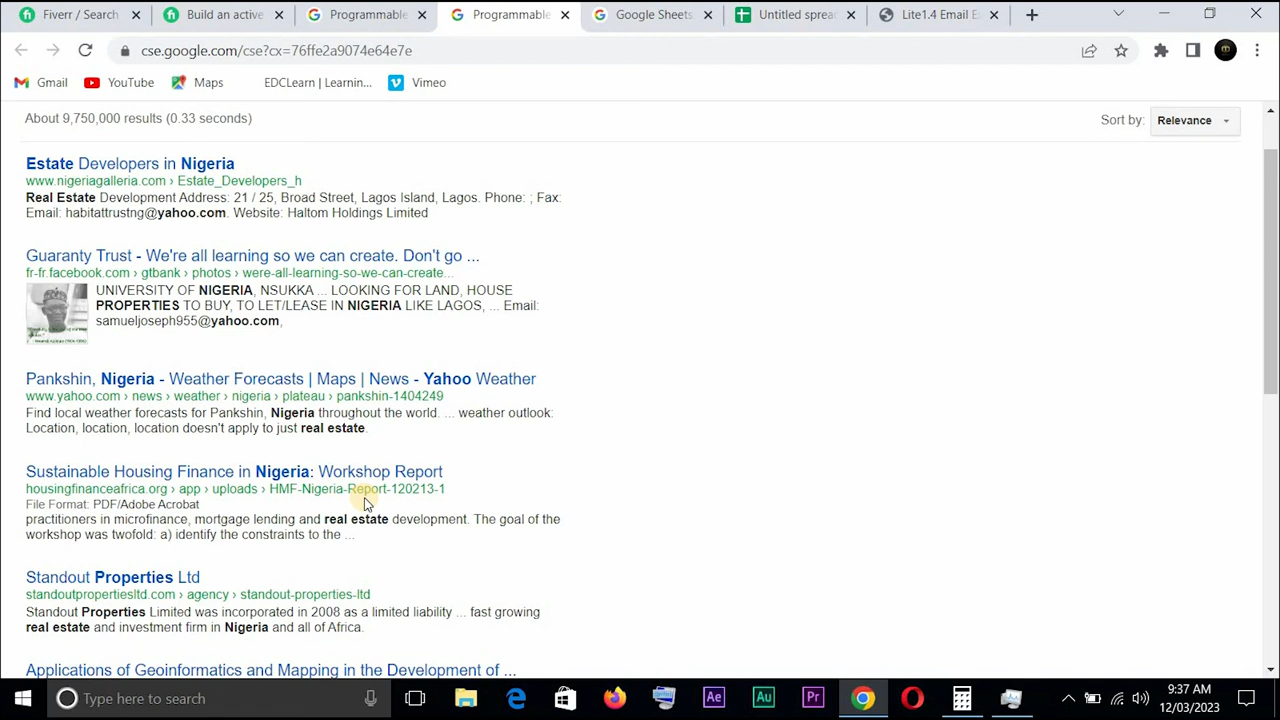 Fiverr / Search
Build an active
Programmable
Programmable
Google Sheets:
Untitled sprea
Lite1.4 Email E
cse.google.com/cse?cx=76ffe2a9074e64e7e
Gmail
YouTube
Maps
EDCLearn | Learnin...
Vimeo
About 9,750,000 results (0.33 seconds)
Sort by:
Relevance
Estate Developers in Nigeria
www.nigeriagalleria.com › Estate_Developers_h
Real Estate Development Address: 21 / 25, Broad Street, Lagos Island, Lagos. Phone: ; Fax:
Email: habitattrustng@yahoo.com. Website: Haltom Holdings Limited
Guaranty Trust - We're all learning so we can create. Don't go ...
fr-fr.facebook.com › gtbank › photos › were-all-learning-so-we-can-create...
UNIVERSITY OF NIGERIA, NSUKKA ... LOOKING FOR LAND, HOUSE
PROPERTIES TO BUY, TO LET/LEASE IN NIGERIA LIKE LAGOS, ... Email:
samueljoseph955@yahoo.com,
Pankshin, Nigeria - Weather Forecasts | Maps | News - Yahoo Weather
www.yahoo.com › news › weather › nigeria › plateau › pankshin-1404249
Find local weather forecasts for Pankshin, Nigeria throughout the world. ... weather outlook:
Location, location, location doesn't apply to just real estate.
Sustainable Housing Finance in Nigeria: Workshop Report
housingfinanceafrica.org › app › uploads › HMF-Nigeria-Report-120213-1
File Format: PDF/Adobe Acrobat
practitioners in microfinance, mortgage lending and real estate development. The goal of the
workshop was twofold: a) identify the constraints to the ...
Standout Properties Ltd
standoutpropertiesltd.com › agency › standout-properties-ltd
Standout Properties Limited was incorporated in 2008 as a limited liability ... fast growing
real estate and investment firm in Nigeria and all of Africa.
Applications of Geoinformatics and Mapping in the Development of ...
Type here to search
Ae
Au
Pr
9:37 AM
12/03/2023